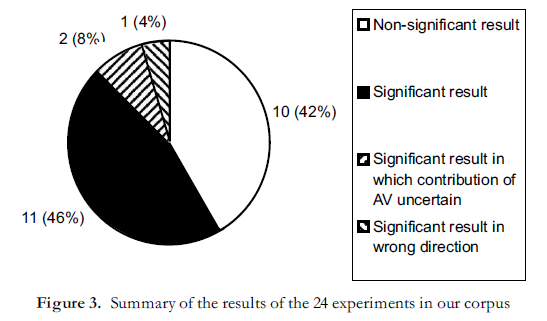 1 (4%)
2 (8%)
10 (42%)
11 (46%)
Non-significant result
Significant result
Significant result in
which contribution of
AV uncertain
Significant result in
wrong direction
Figure 3. Summary of the results of the 24 experiments in our corpus